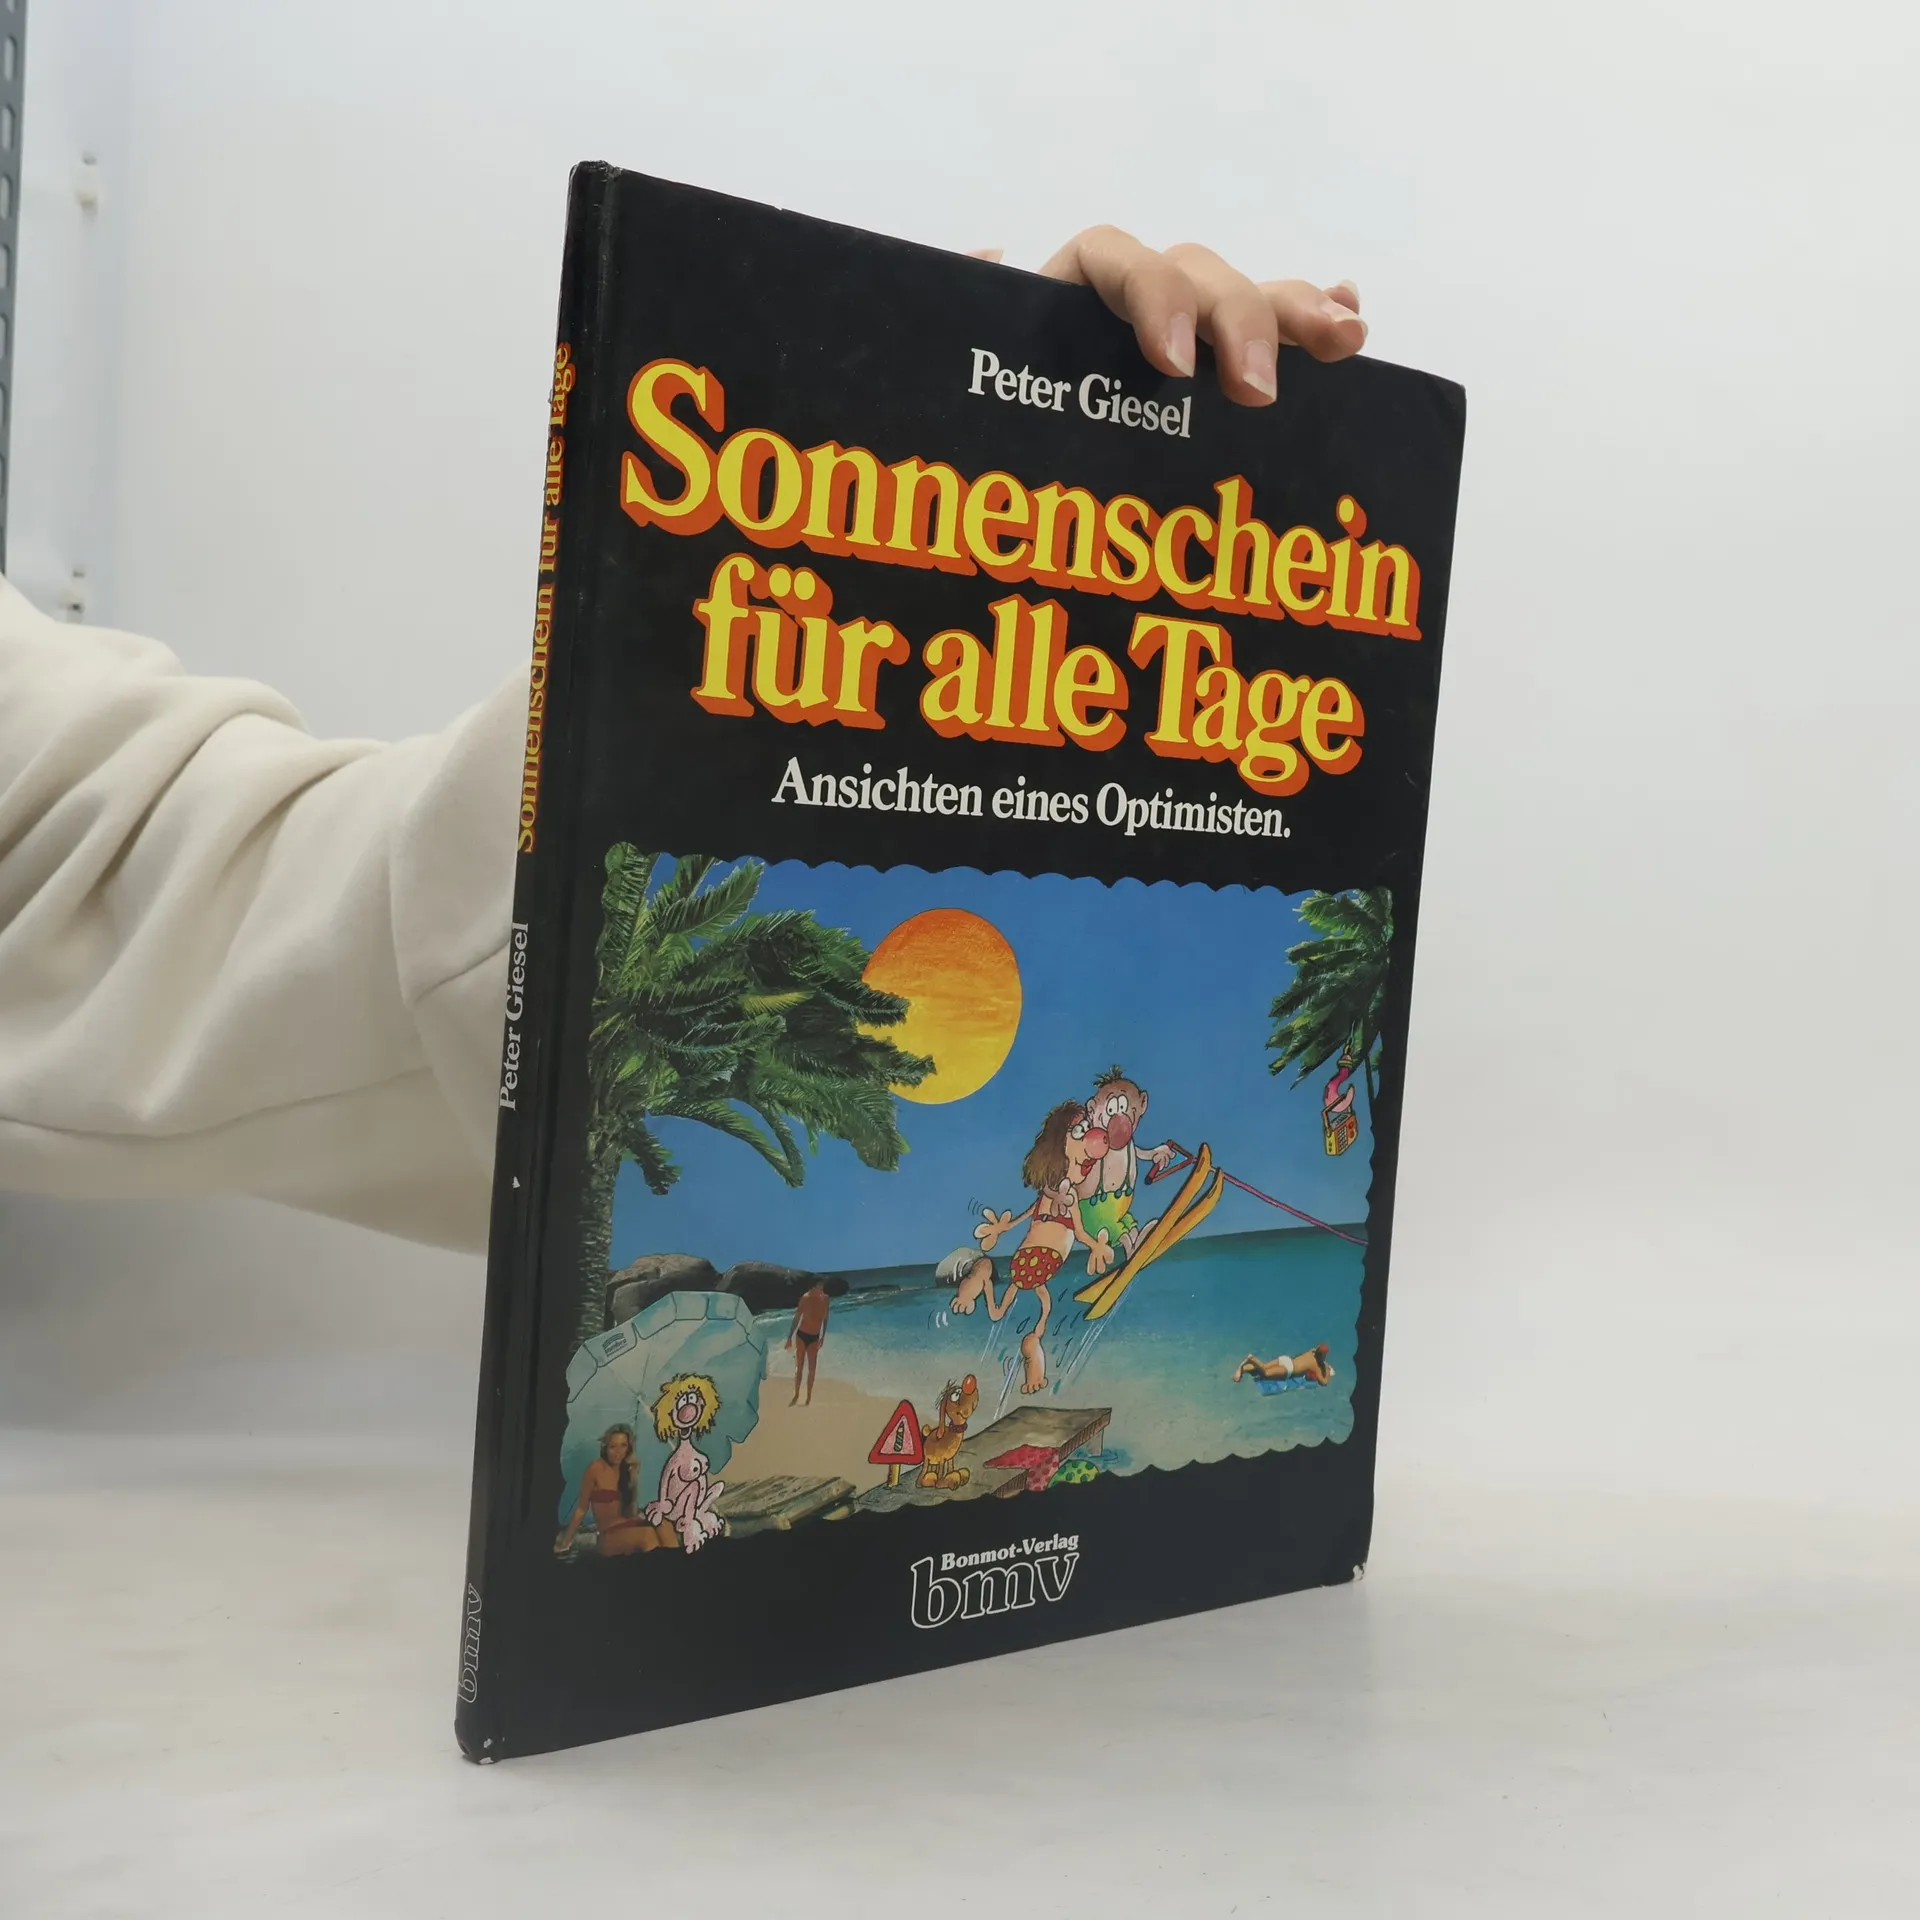 Peter Giesel
Sonnenschein
für alle Tage
Ansichten eines Optimisten.
Bonmot-Verlag
bmv
Sonnenschein für alle Tage
Peter Giesel
bmv